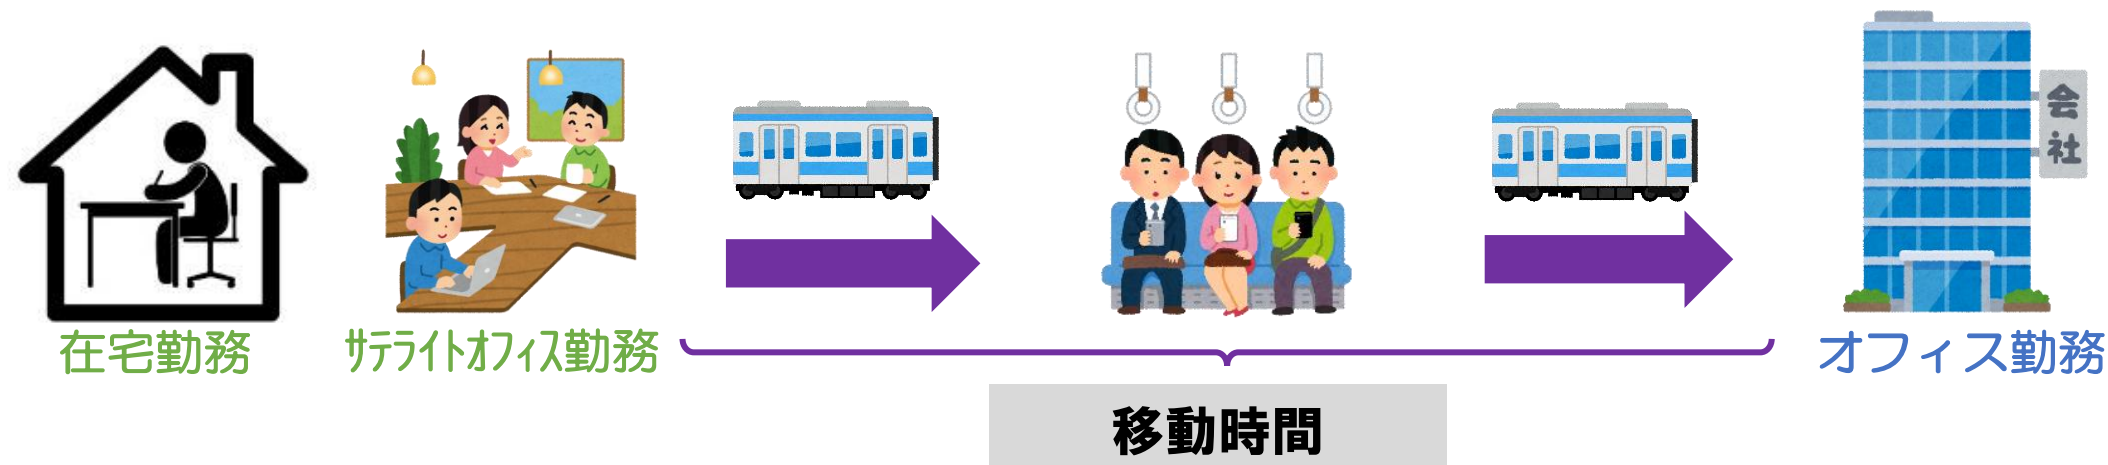 会社
在宅勤務
ｻﾃﾗｲﾄｵﾌｨｽ勤務
オフィス勤務
移動時間